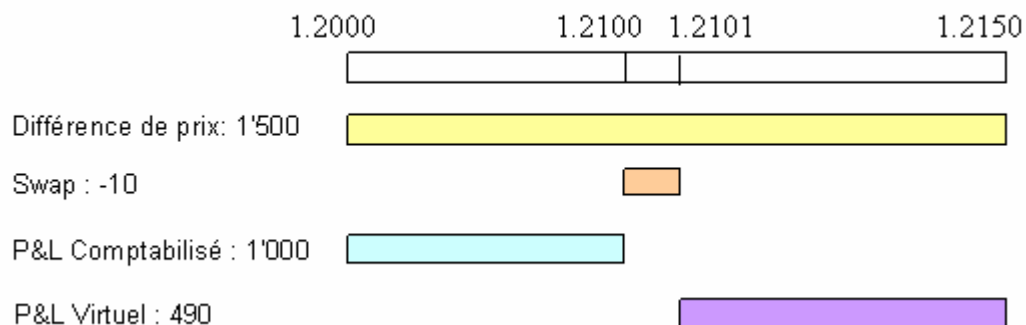 1.2000 1.2100 1.2101 1.2150
Différence de prix: 1'500
Swap : -10
P&L Comptabilisé : 1'000
P&L Virtuel : 490